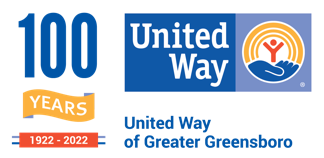 100
YEARS
1922 - 2022
United
Way
®
United Way
of Greater Greensboro